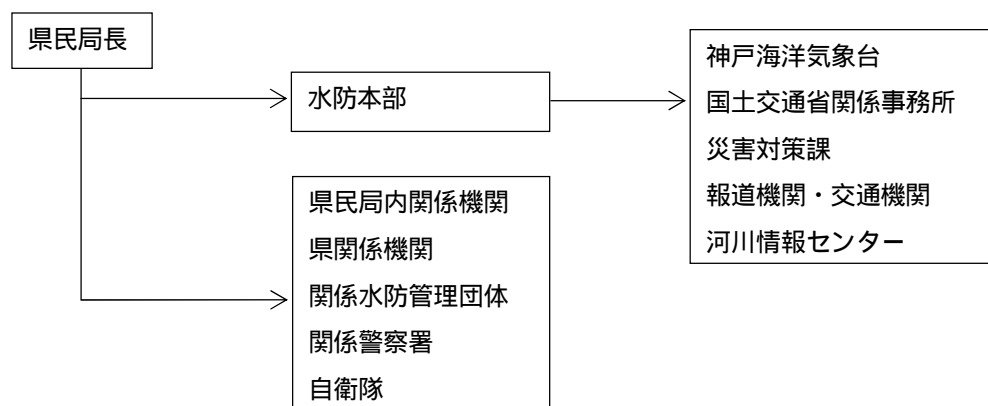 県民局長
水防本部
神戸海洋気象台
国土交通省関係事務所
災害対策課
報道機関・交通機関
河川情報センター
県民局内関係機関
県関係機関
関係水防管理団体
関係警察署
自衛隊